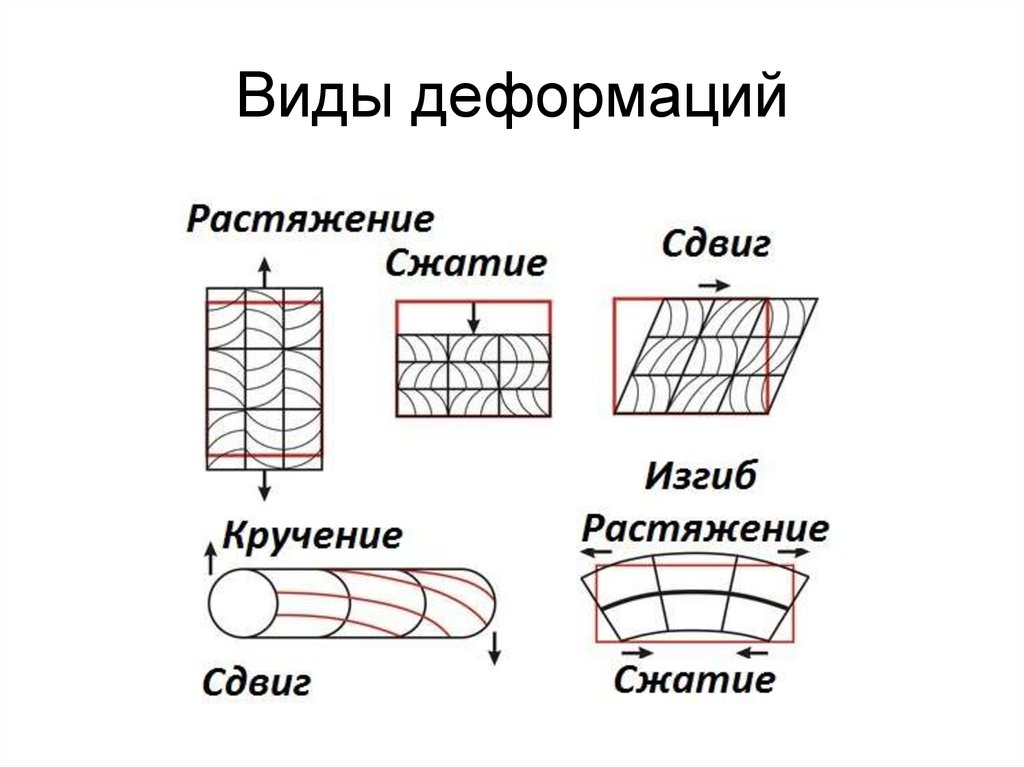 Виды деформаций
Растяжение
Сжатие
Сдвиг
Кручение
Сдвиг
Изгиб
Растяжение
Сжатие